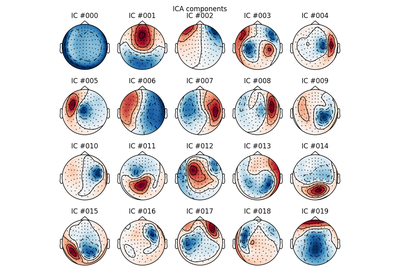 ICA components
IC #000 IC #001 IC #002 IC #003 IC #004
IC #005 IC #006 IC #007 IC #008 IC #009
IC #010 IC #011 IC #012 IC #013 IC #014
IC #015 IC #016 IC #017 IC #018 IC #019